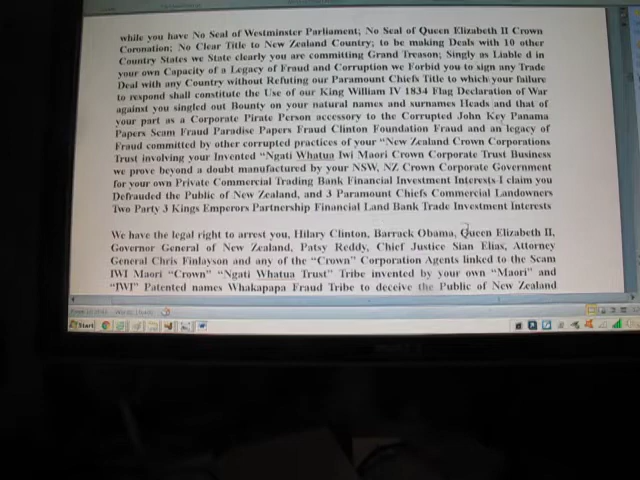 while you have No Seal of Westminster Parliament; No Seal of Queen Elizabeth II Crown
Coronation; No Clear Title to New Zealand Country; to be making Deals with 10 other
Country States we State clearly you are committing Grand Treason; Singly as Liable d in
your own Capacity of a Legacy of Fraud and Corruption we Forbid you to sign any Trade
Deal with any Country without Refuting our Paramount Chiefs Title to which your failure
to respond shall constitute the Use of our King William IV 1834 Flag Declaration of War
against you singled out Bounty on your natural names and surnames Heads and that of
your part as a Corporate Pirate Person accessory to the Corrupted John Key Panama
Papers Scam Fraud Paradise Papers Fraud Clinton Foundation Fraud and an legacy of
Fraud committed by other corrupted practices of your "New Zealand Crown Corporations
Trust involving your Invented "Ngati Whatua Iwi Maori Crown Corporate Trust Business
we prove beyond a doubt manufactured by your NSW, NZ Crown Corporate Government
for your own Private Commercial Trading Bank Financial Investment Interests I claim you
Defrauded the Public of New Zealand, and 3 Paramount Chiefs Commercial Landowners
Two Party 3 Kings Emperors Partnership Financial Land Bank Trade Investment Interests
We have the legal right to arrest you, Hilary Clinton, Barrack Obama, Queen Elizabeth II,
Governor General of New Zealand, Patsy Reddy, Chief Justice Sian Elias, Attorney
General Chris Finlayson and any of the "Crown" Corporation Agents linked to the Scam
IWI Maori "Crown" "Ngati Whatua Trust" Tribe invented by your own "Maori" and
"IWI" Patented names Whakapapa Fraud Tribe to deceive the Public of New Zealand
Start